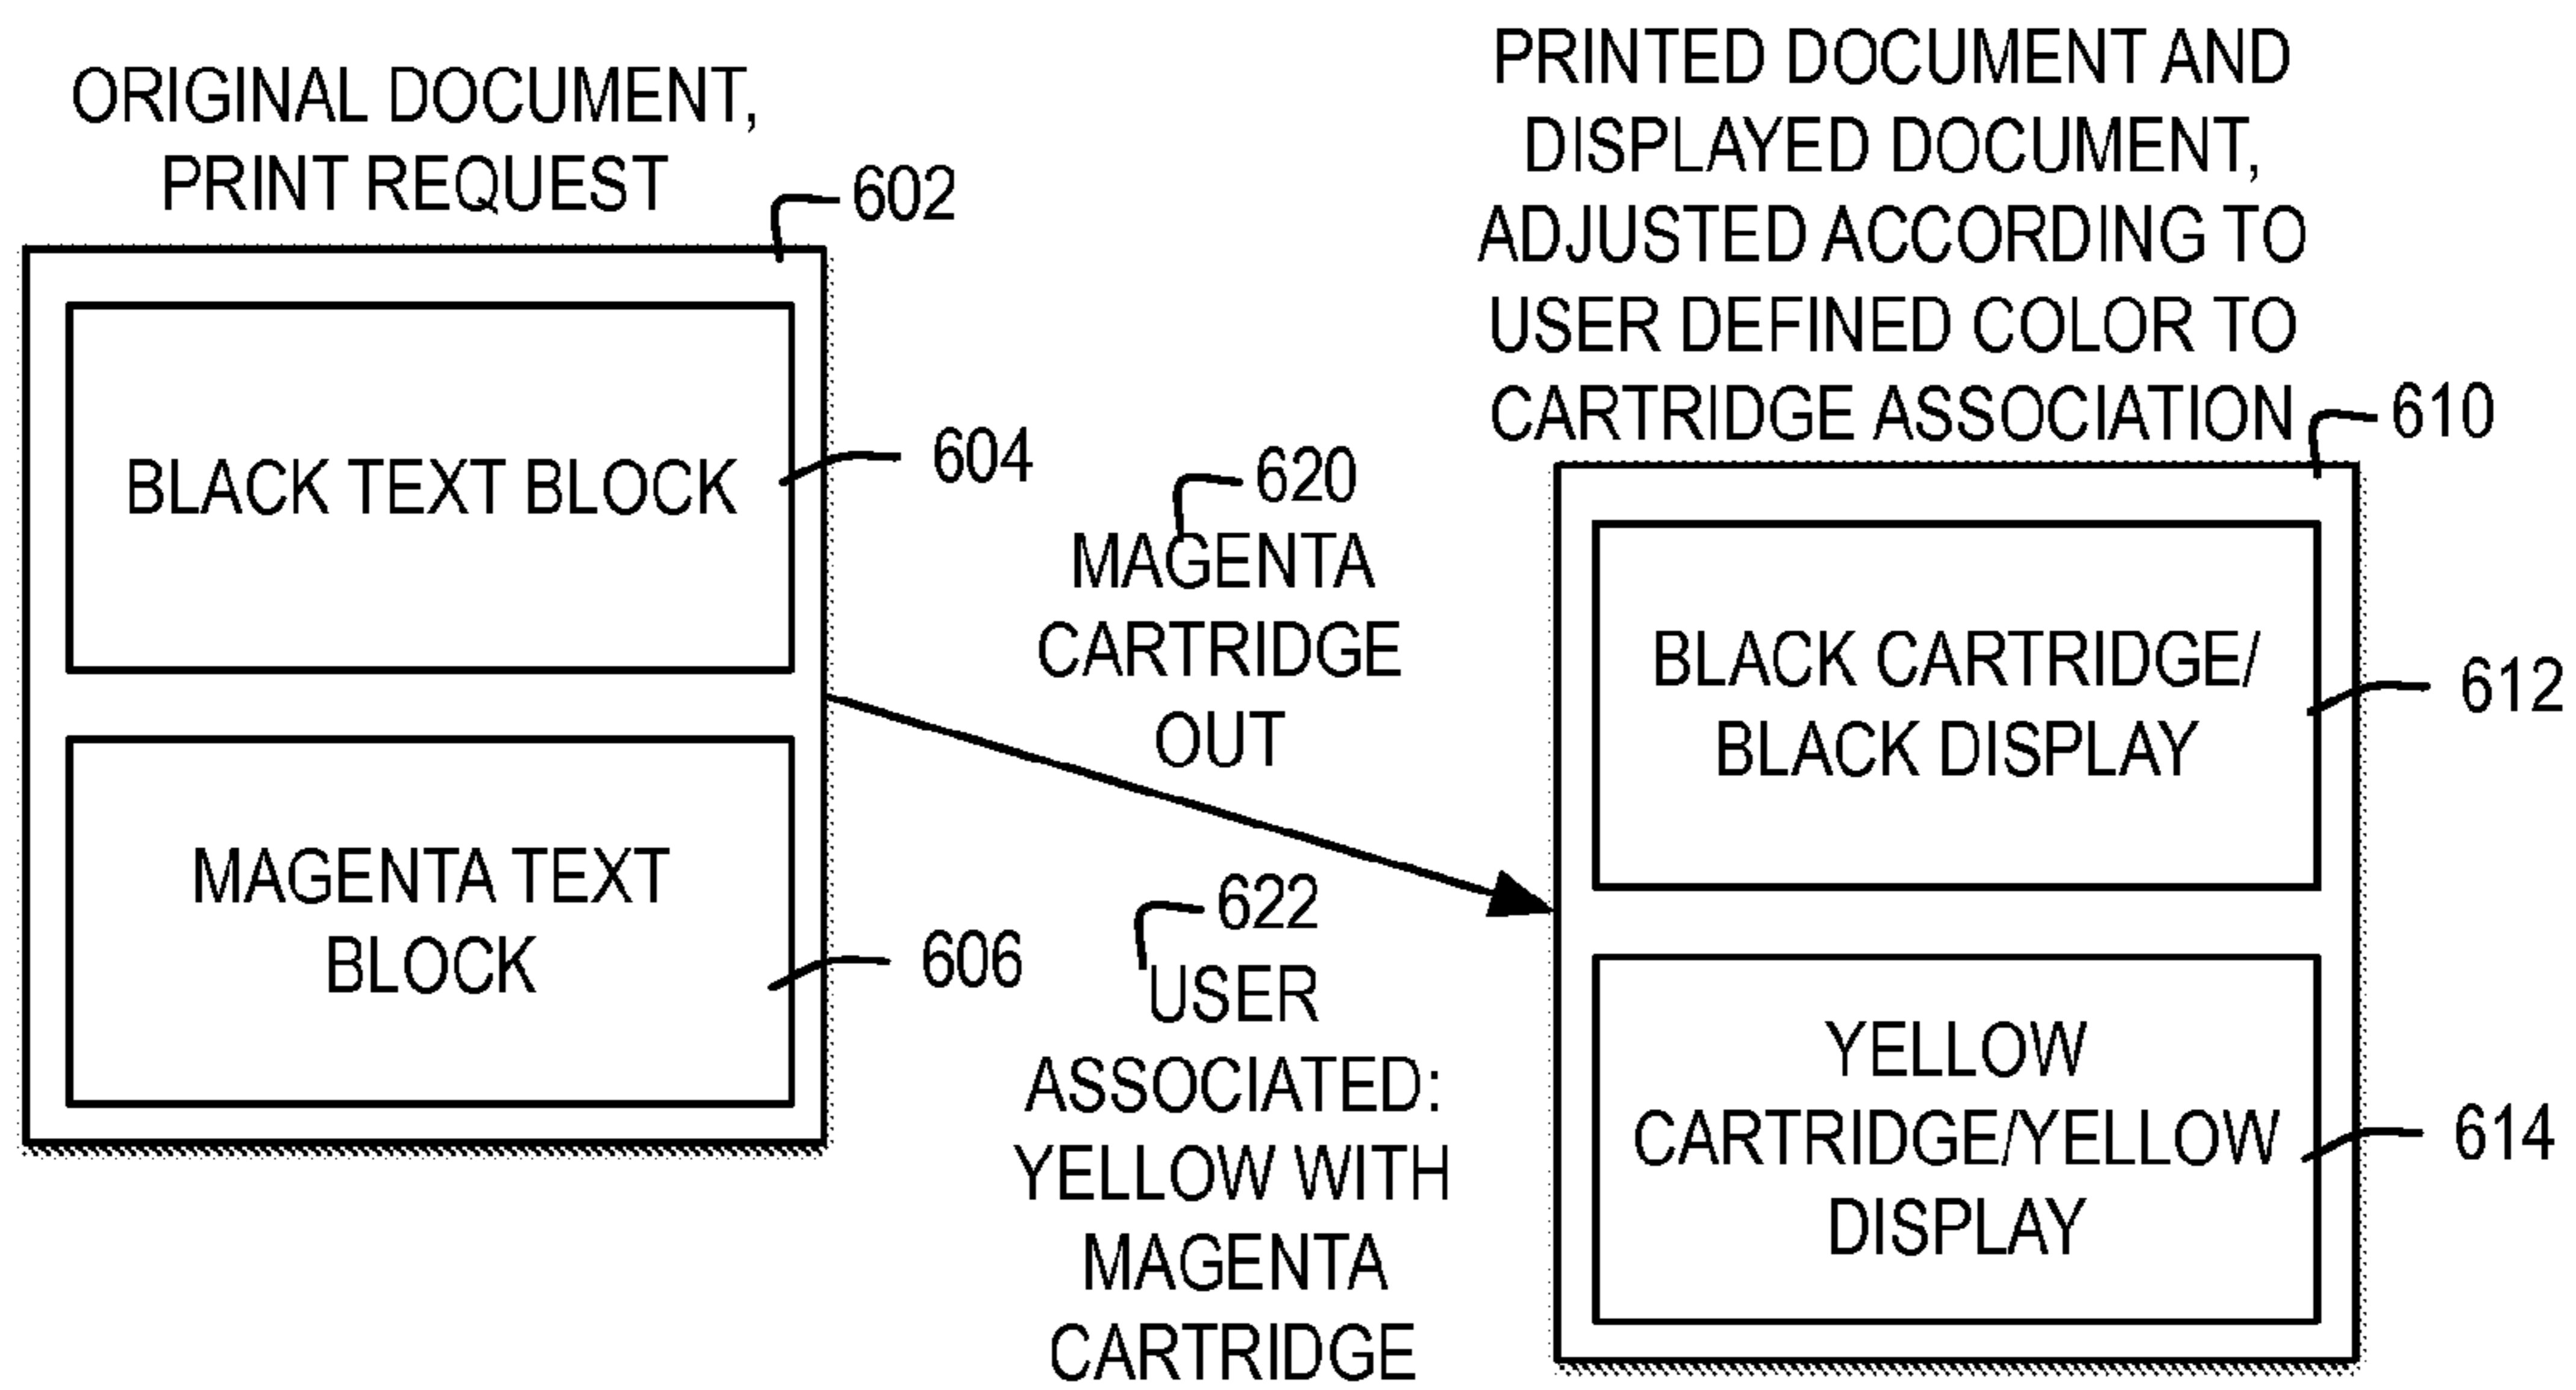 ORIGINAL DOCUMENT,
PRINT REQUEST
602
BLACK TEXT BLOCK
604
MAGENTA TEXT
BLOCK
606
620
MAGENTA
CARTRIDGE
OUT
622
USER
ASSOCIATED:
YELLOW WITH
MAGENTA
CARTRIDGE
PRINTED DOCUMENT AND
DISPLAYED DOCUMENT,
ADJUSTED ACCORDING TO
USER DEFINED COLOR TO
CARTRIDGE ASSOCIATION
610
BLACK CARTRIDGE/
BLACK DISPLAY
612
YELLOW
CARTRIDGE/YELLOW
DISPLAY
614